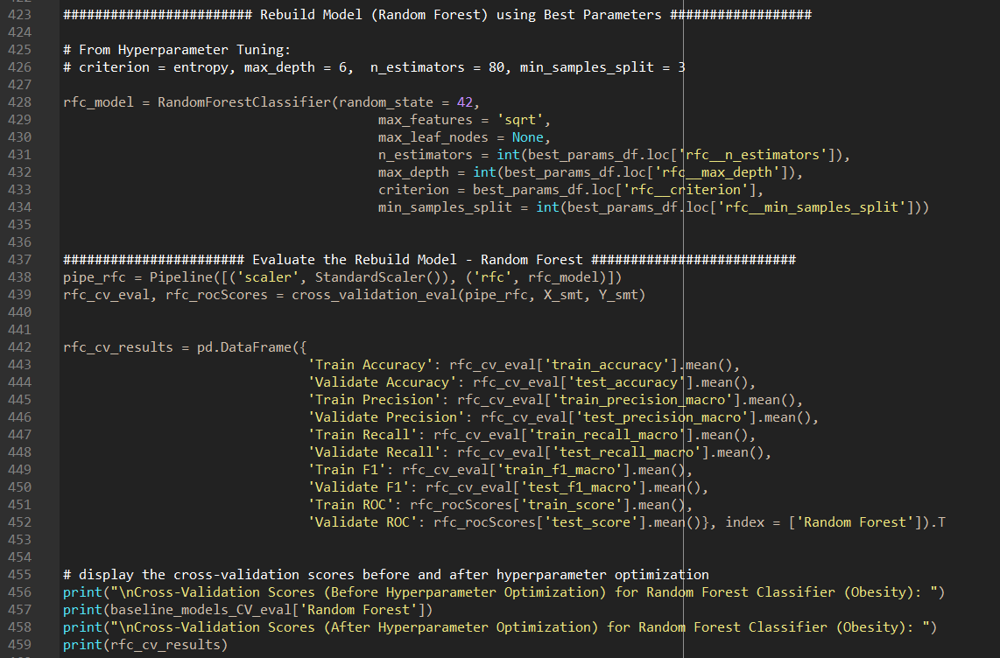 423 ######################## Rebuild Model (Random Forest) using Best Parameters ##################
424
425 # From Hyperparameter Tuning:
426 # criterion = entropy, max_depth = 6,  n_estimators = 80, min_samples_split = 3
427
428 rfc_model = RandomForestClassifier(random_state = 42,
429                                         max_features = 'sqrt',
430                                         max_leaf_nodes = None,
431                                         n_estimators = int(best_params_df.loc['rfc__n_estimators']),
432                                         max_depth = int(best_params_df.loc['rfc__max_depth']),
433                                         criterion = best_params_df.loc['rfc__criterion'],
434                                         min_samples_split = int(best_params_df.loc['rfc__min_samples_split']))
435
436
437 ####################### Evaluate the Rebuild Model - Random Forest ##########################
438 pipe_rfc = Pipeline([('scaler', StandardScaler()), ('rfc', rfc_model)])
439 rfc_cv_eval, rfc_rocScores = cross_validation_eval(pipe_rfc, X_smt, Y_smt)
440
441
442 rfc_cv_results = pd.DataFrame({
443                                'Train Accuracy': rfc_cv_eval['train_accuracy'].mean(),
444                                'Validate Accuracy': rfc_cv_eval['test_accuracy'].mean(),
445                                'Train Precision': rfc_cv_eval['train_precision_macro'].mean(),
446                                'Validate Precision': rfc_cv_eval['test_precision_macro'].mean(),
447                                'Train Recall': rfc_cv_eval['train_recall_macro'].mean(),
448                                'Validate Recall': rfc_cv_eval['test_recall_macro'].mean(),
449                                'Train F1': rfc_cv_eval['train_f1_macro'].mean(),
450                                'Validate F1': rfc_cv_eval['test_f1_macro'].mean(),
451                                'Train ROC': rfc_rocScores['train_score'].mean(),
452                                'Validate ROC': rfc_rocScores['test_score'].mean()}, index = ['Random Forest']).T
453
454
455 # display the cross-validation scores before and after hyperparameter optimization
456 print("\nCross-Validation Scores (Before Hyperparameter Optimization) for Random Forest Classifier (Obesity): ")
457 print(baseline_models_CV_eval['Random Forest'])
458 print("\nCross-Validation Scores (After Hyperparameter Optimization) for Random Forest Classifier (Obesity): ")
459 print(rfc_cv_results)